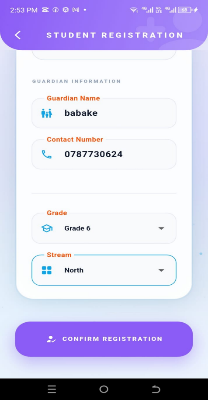 2:53 PM
STUDENT REGISTRATION
GUARDIAN INFORMATION
Guardian Name
babake
Contact Number
0787730624
Grade
Grade 6
Stream
North
CONFIRM REGISTRATION